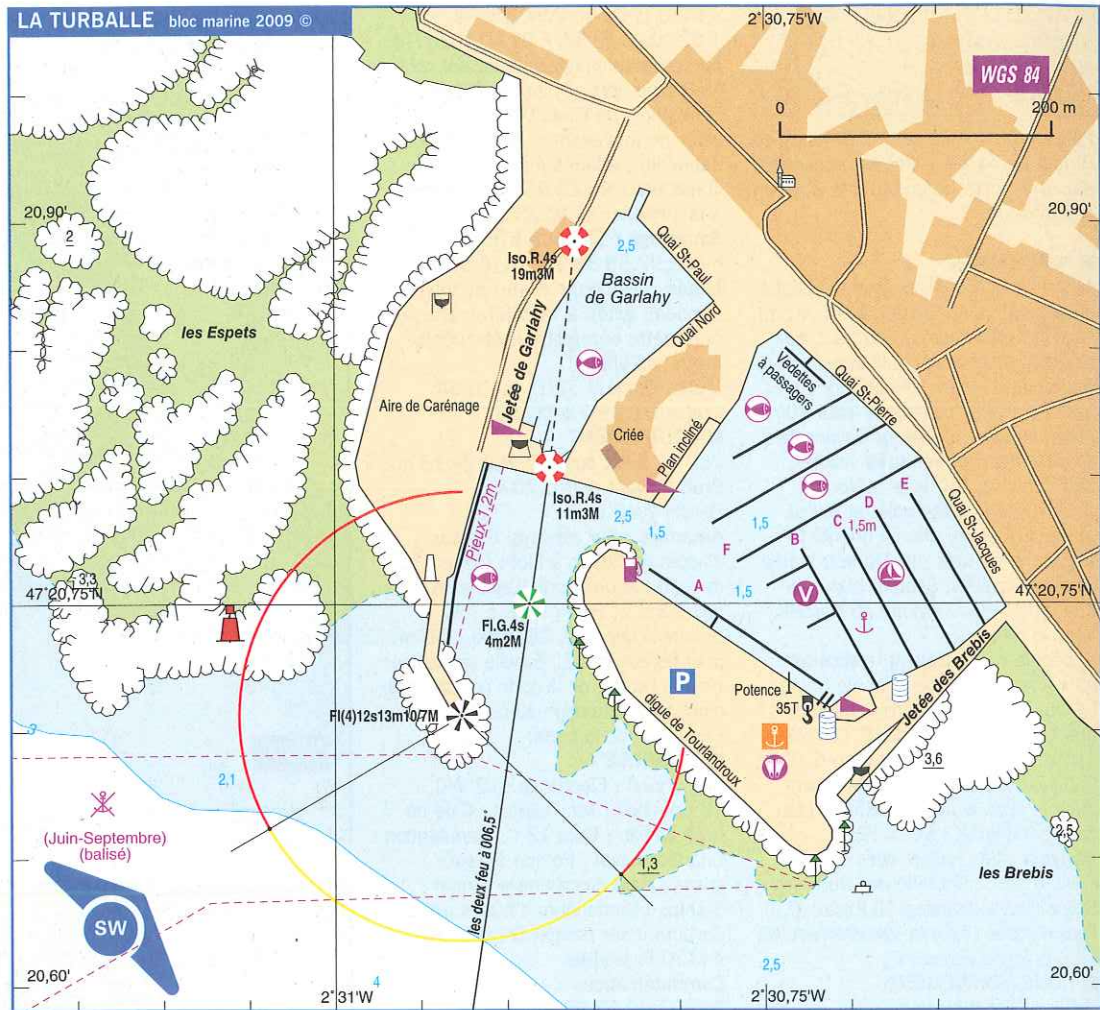 LA TURBALLE bloc marine 2009 ©
2°30,75'W
WGS 84
0 200 m
20,90'
20,90'
2
Iso.R.4s
19m3M
2,5
Quai St-Paul
Bassin
de Garlahy
Quai Nord
les Espets
Jetée de Garlahy
Aire de Carénage
Vedettes
à passagers
Quai St-Pierre
Criée
Plan incliné
Iso.R.4s
11m3M
Pieux 1,2m
2,5
1,5
1,5
E
D
C 1,5m
B
F
Quai St-Jacques
A
1,5
V
3,3
47°20,75'N
47°20,75'N
Fl.G.4s
4m2M
P
Potence
35T
Jetée des Brebis
digue de Tourlandroux
Fl(4)12s13m10/7M
3
2,1
3,6
(Juin-Septembre)
(balisé)
les deux feu à 006,5°
1,3
2,5
les Brebis
SW
20,60'
2°31'
4
2,5
2°30,75'W
20,60'